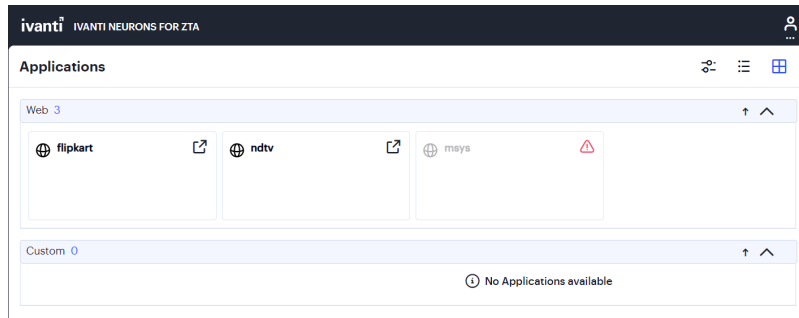 ivanti IVANTI NEURONS FOR ZTA
Applications
Web 3
flipkart ndtv msys
Custom 0
No Applications available